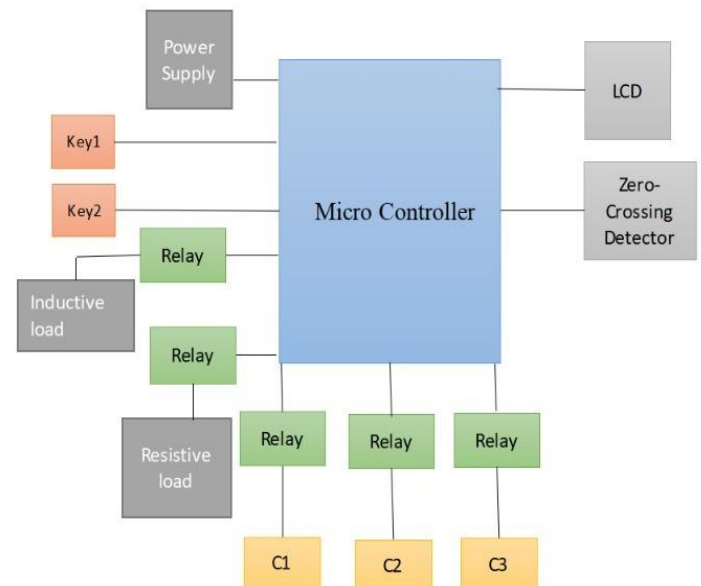 Power
Supply
LCD
Key1
Micro Controller
Zero-
Crossing
Detector
Key2
Relay
Inductive
load
Relay
Resistive
load
Relay
Relay
Relay
C1
C2
C3